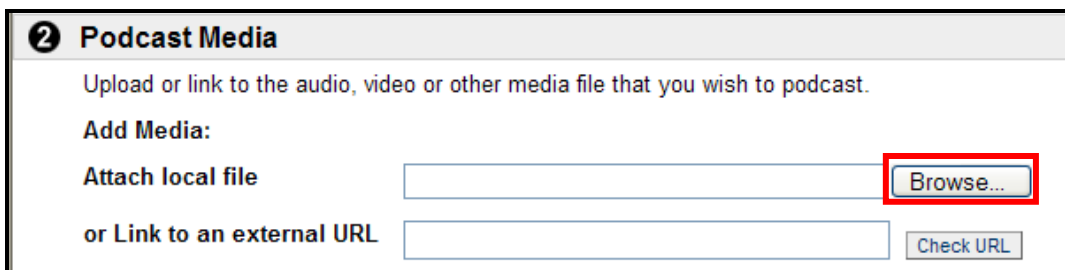 2 Podcast Media
Upload or link to the audio, video or other media file that you wish to podcast.
Add Media:
Attach local file Browse...
or Link to an external URL Check URL